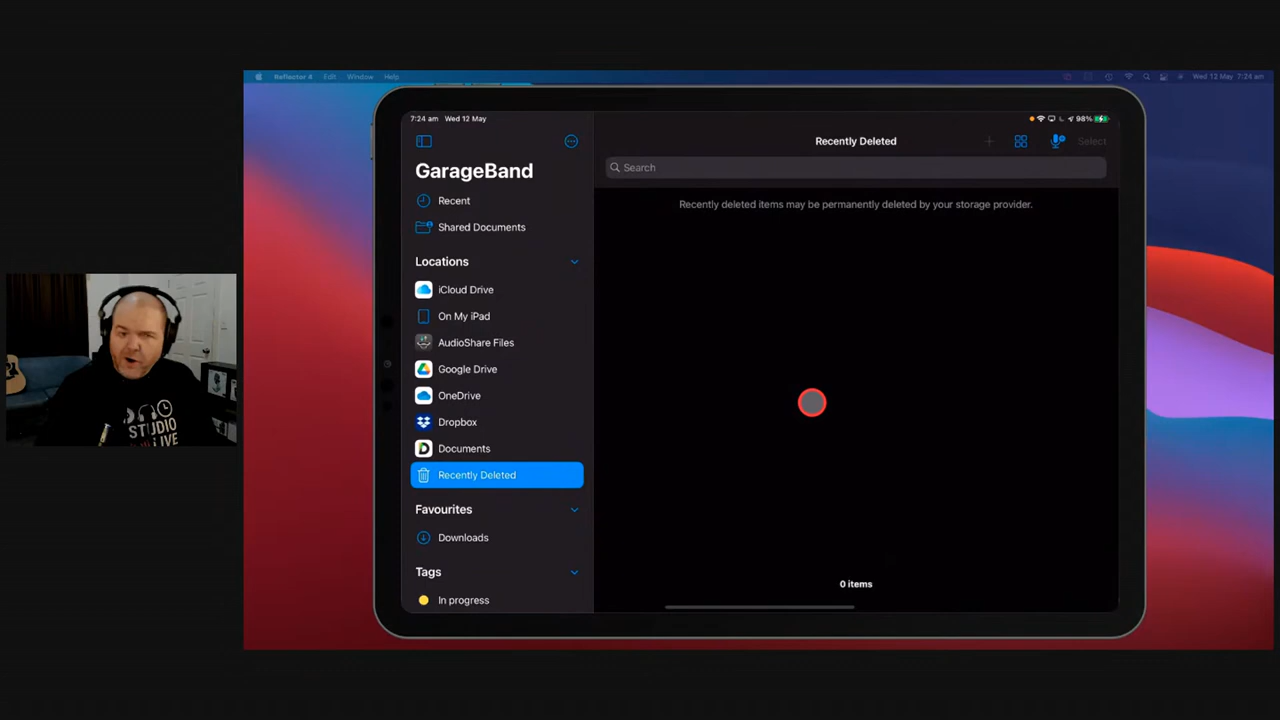 Reflector 4 Edit Window Help
Wed 12 May 7:24 am
7:24 am Wed 12 May
98%
GarageBand
Recent
Shared Documents
Locations
iCloud Drive
On My iPad
AudioShare Files
Google Drive
OneDrive
Dropbox
Documents
Recently Deleted
Favourites
Downloads
Tags
In progress
Recently Deleted
Select
Search
Recently deleted items may be permanently deleted by your storage provider.
0 items
STUDIO
LIVE